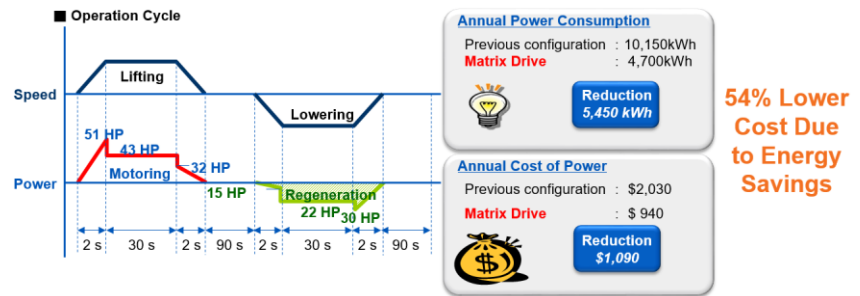 ■ Operation Cycle
Speed
Lifting
Lowering
51 HP
43 HP
32 HP
Power
Motoring
15 HP
Regeneration
22 HP
30 HP
2 s
30 s
2 s
90 s
2 s
30 s
2 s
90 s
Annual Power Consumption
Previous configuration : 10,150kWh
Matrix Drive : 4,700kWh
Reduction
5,450 kWh
Annual Cost of Power
Previous configuration : $2,030
Matrix Drive : $ 940
$
Reduction
$1,090
54% Lower
Cost Due
to Energy
Savings